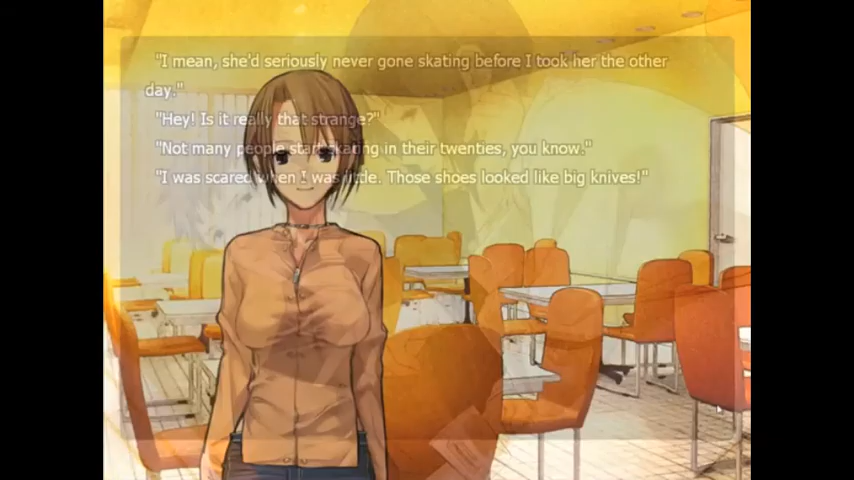 "I mean, she'd seriously never gone skating before I took her the other
day."
"Hey! Is it really that strange?"
"Not many people start skating in their twenties, you know."
"I was scared when I was little. Those shoes looked like big knives!"